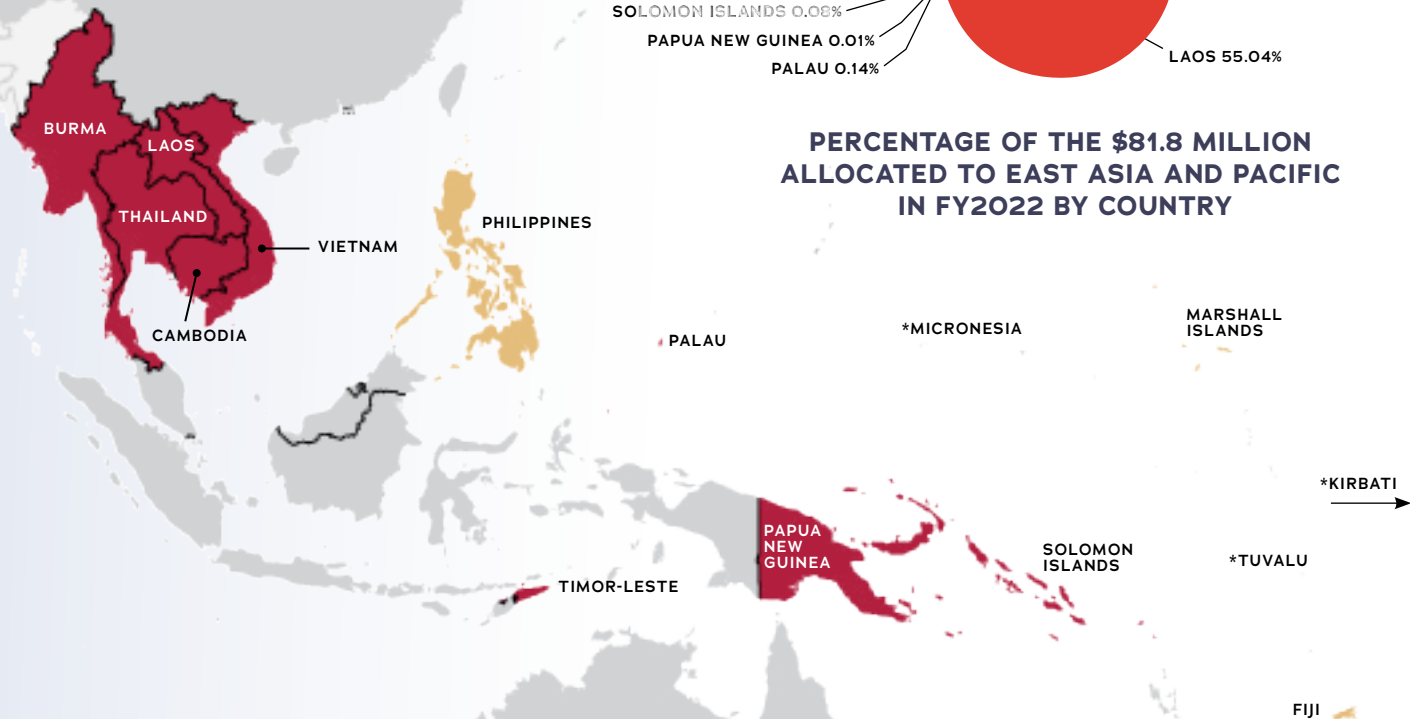 SOLOMON ISLANDS 0.08%
PAPUA NEW GUINEA 0.01%
PALAU 0.14%
LAOS 55.04%
PERCENTAGE OF THE $81.8 MILLION
ALLOCATED TO EAST ASIA AND PACIFIC
IN FY2022 BY COUNTRY
BURMA
LAOS
THAILAND
VIETNAM
CAMBODIA
PHILIPPINES
PALAU
*MICRONESIA
MARSHALL
ISLANDS
*KIRBATI
PAPUA
NEW
GUINEA
SOLOMON
ISLANDS
*TUVALU
TIMOR-LESTE
FIJI